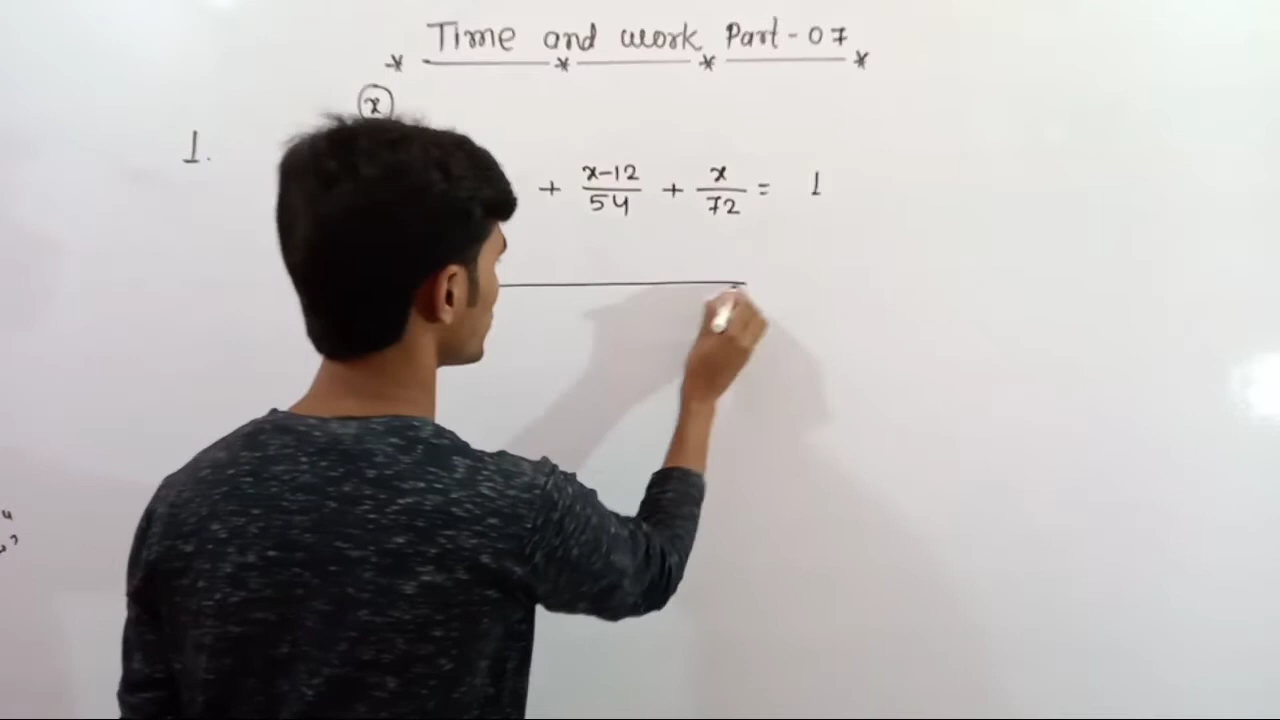 Time and work Part - 07
x
1.
+ x-12/54 + x/72 = 1